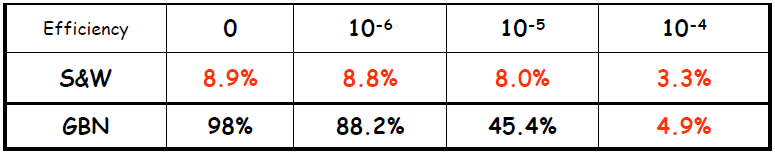 Efficiency 0 10⁻⁶ 10⁻⁵ 10⁻⁴
S&W 8.9% 8.8% 8.0% 3.3%
GBN 98% 88.2% 45.4% 4.9%